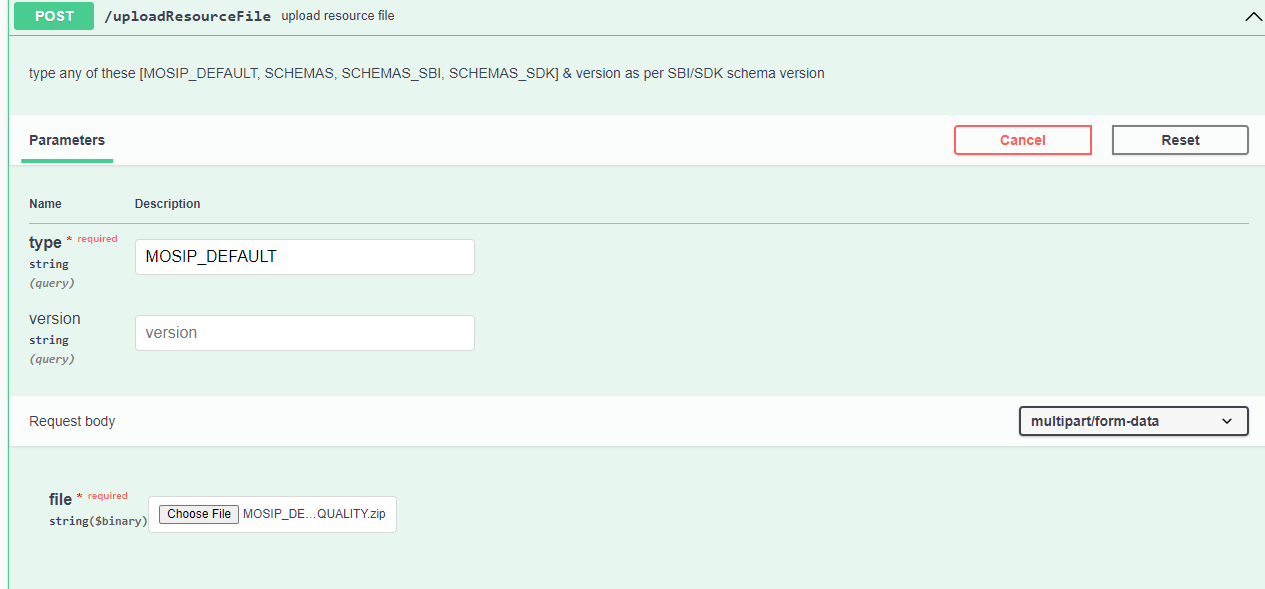 POST /uploadResourceFile upload resource file
type any of these [MOSIP_DEFAULT, SCHEMAS, SCHEMAS_SBI, SCHEMAS_SDK] & version as per SBI/SDK schema version
Parameters Cancel Reset
Name Description
type * required
string
(query)
MOSIP_DEFAULT
version
string
(query)
version
Request body multipart/form-data
file * required
string($binary)
Choose File MOSIP_DE...QUALITY.zip